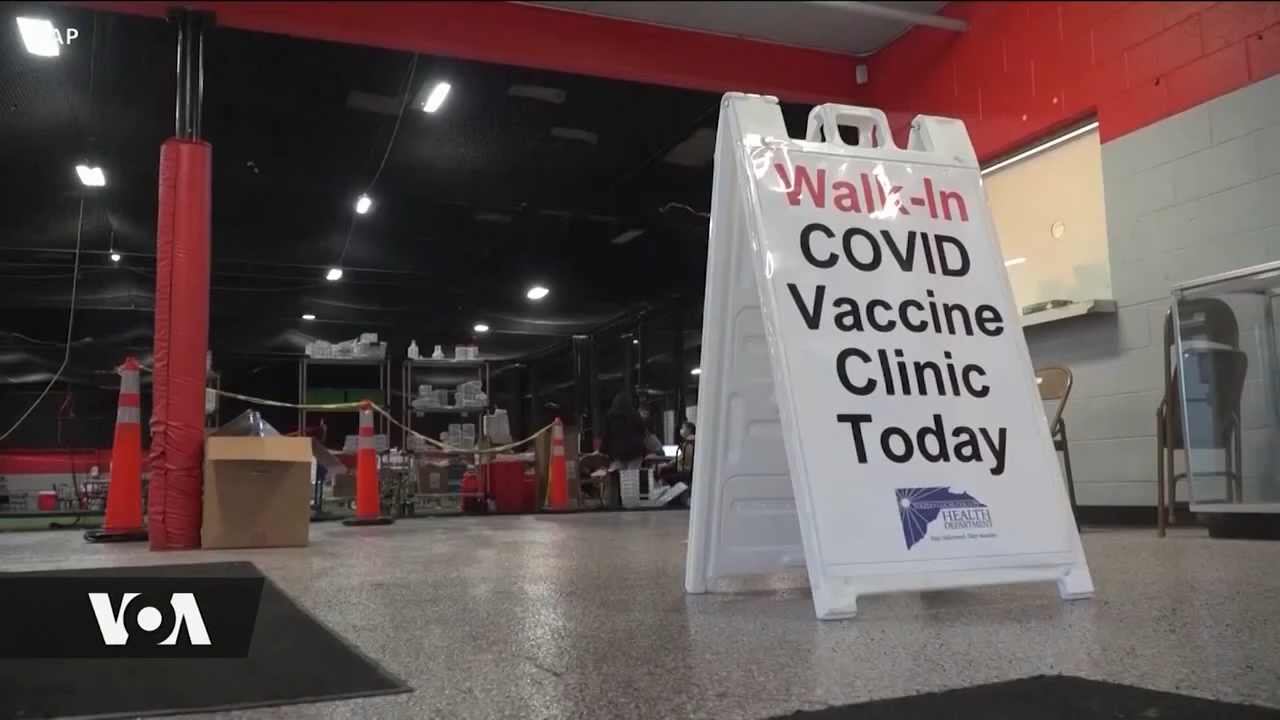 AP
Walk-In
COVID
Vaccine
Clinic
Today
HEALTH
DEPARTMENT
VOA